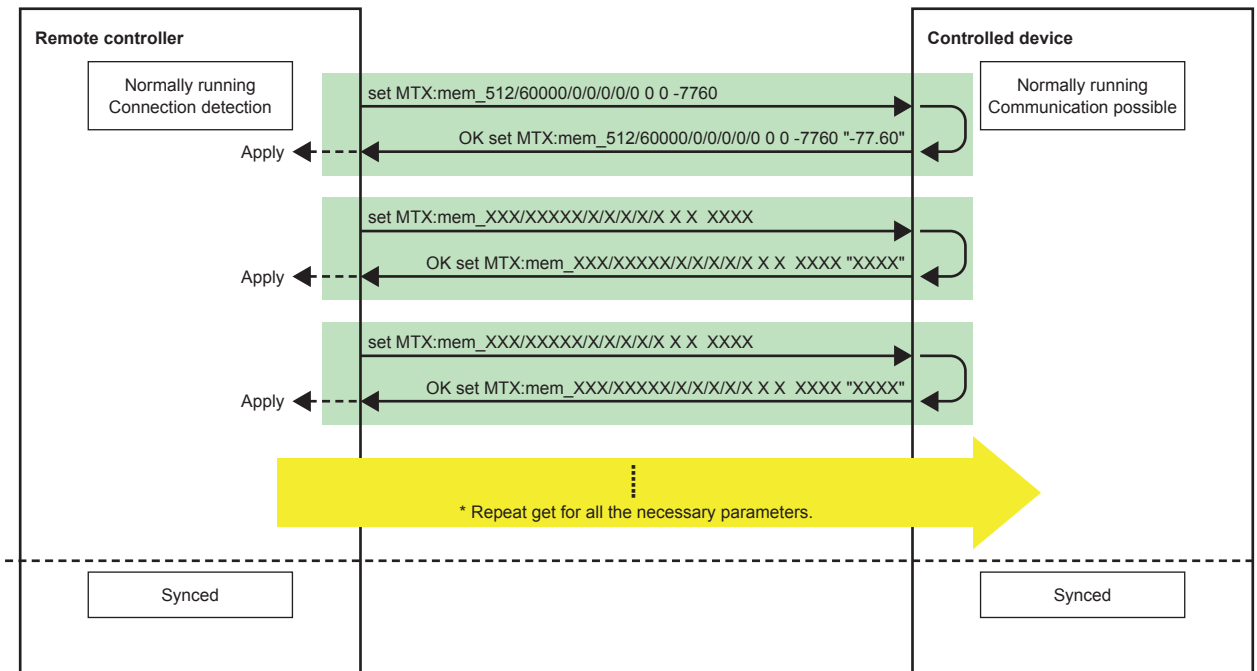 Remote controller
Controlled device
Normally running
Connection detection
Normally running
Communication possible
set MTX:mem_512/60000/0/0/0/0/0 0 0 -7760
OK set MTX:mem_512/60000/0/0/0/0/0 0 0 -7760 "-77.60"
Apply
set MTX:mem_XXX/XXXXX/X/X/X/X/X X X  XXXX
OK set MTX:mem_XXX/XXXXX/X/X/X/X/X X X  XXXX "XXXX"
Apply
set MTX:mem_XXX/XXXXX/X/X/X/X/X X X  XXXX
OK set MTX:mem_XXX/XXXXX/X/X/X/X/X X X  XXXX "XXXX"
Apply
* Repeat get for all the necessary parameters.
Synced
Synced